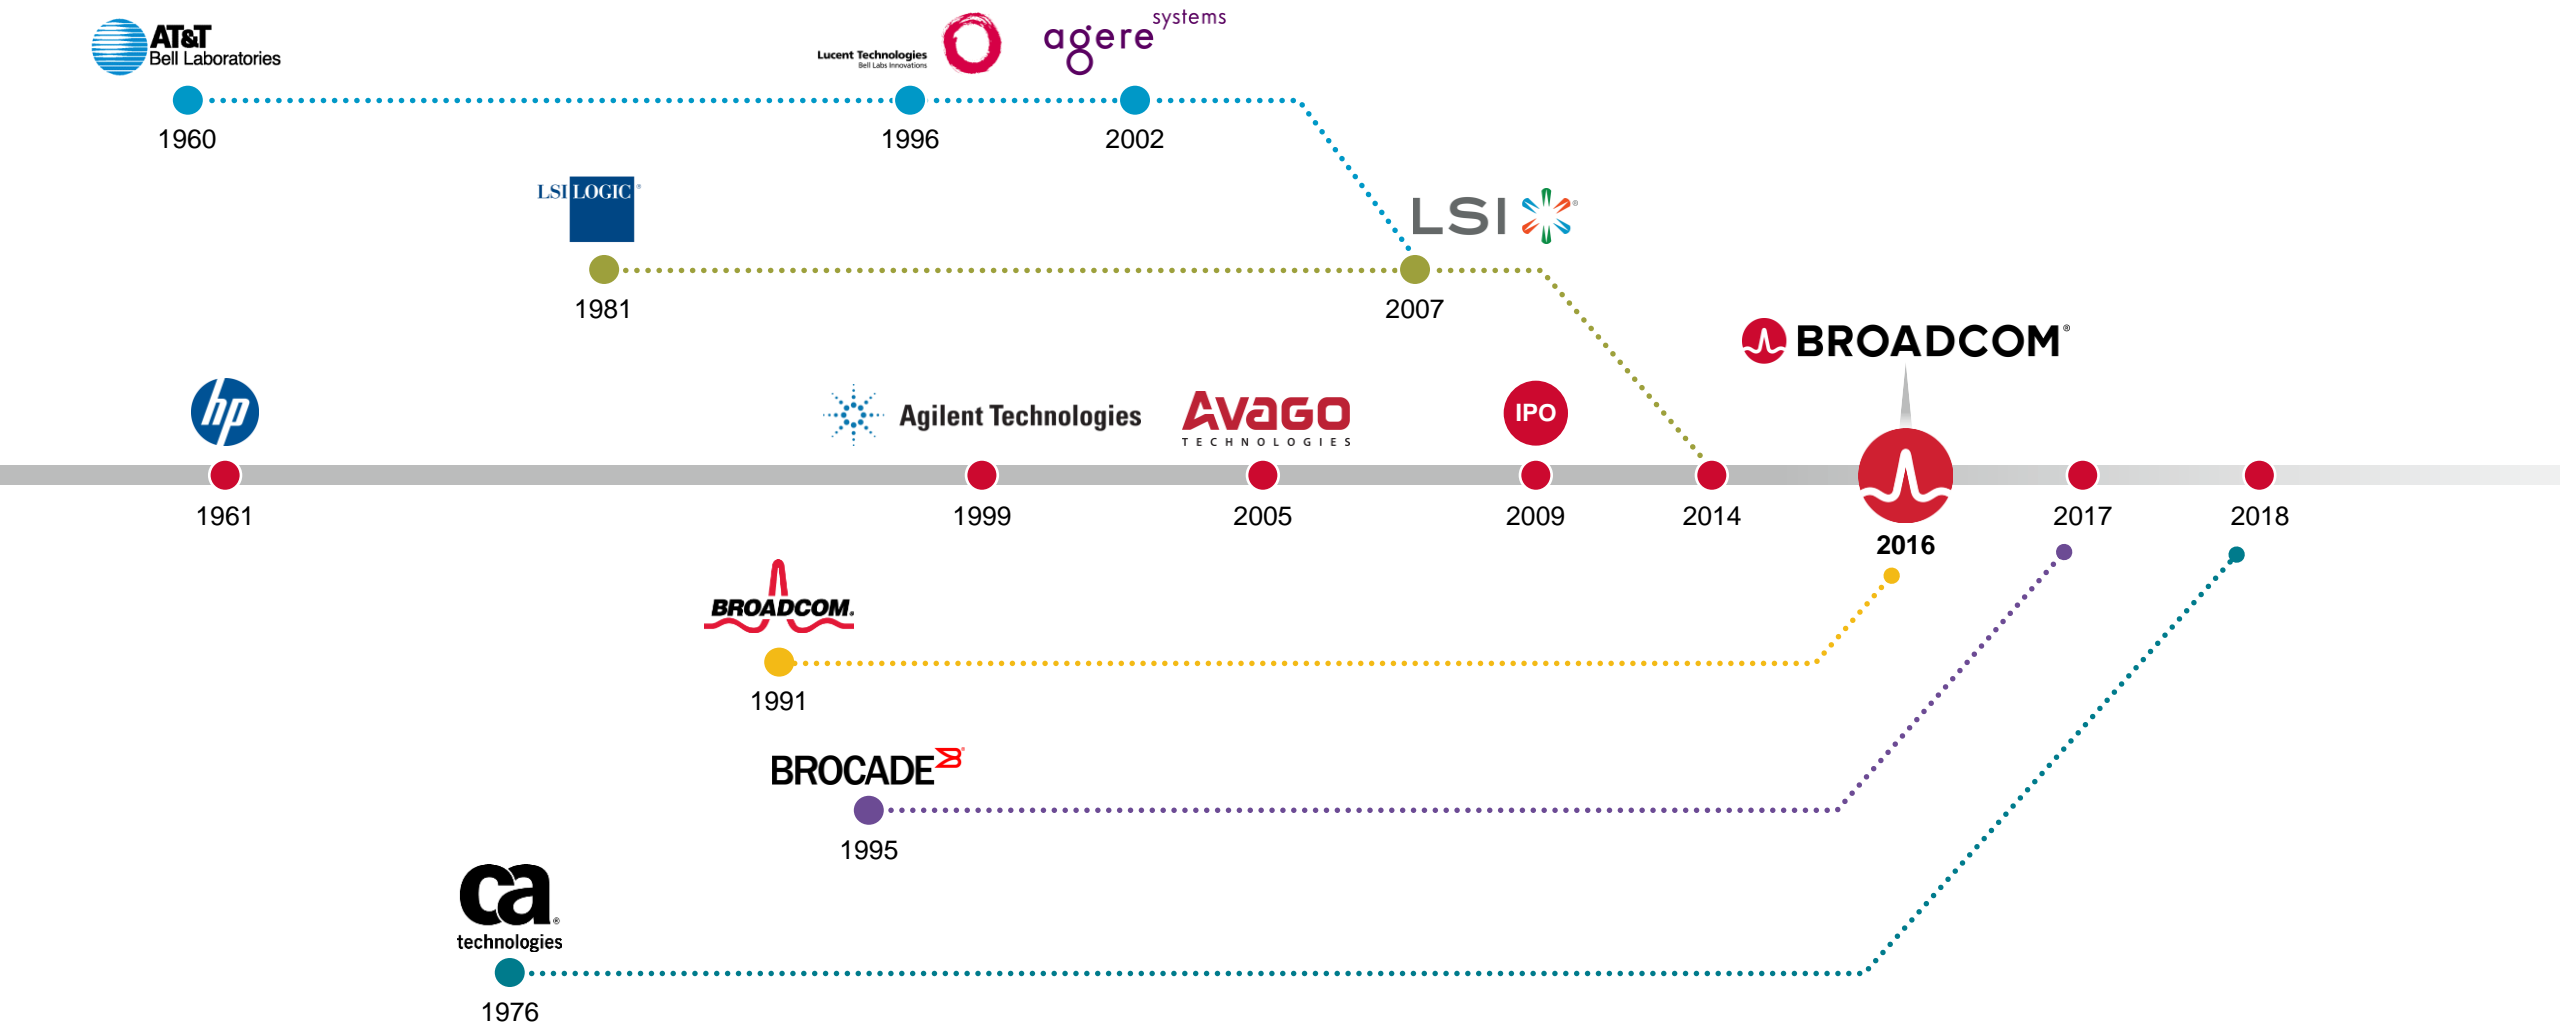 AT&T
Bell Laboratories
Lucent Technologies
Bell Labs Innovations
agere systems
1960
1996
2002
LSI LOGIC®
LSI®
1981
2007
BROADCOM®
hp
Agilent Technologies
AVAGO
TECHNOLOGIES
IPO
1961
1999
2005
2009
2014
2016
2017
2018
BROADCOM.
1991
BROCADE
1995
ca®
technologies
1976